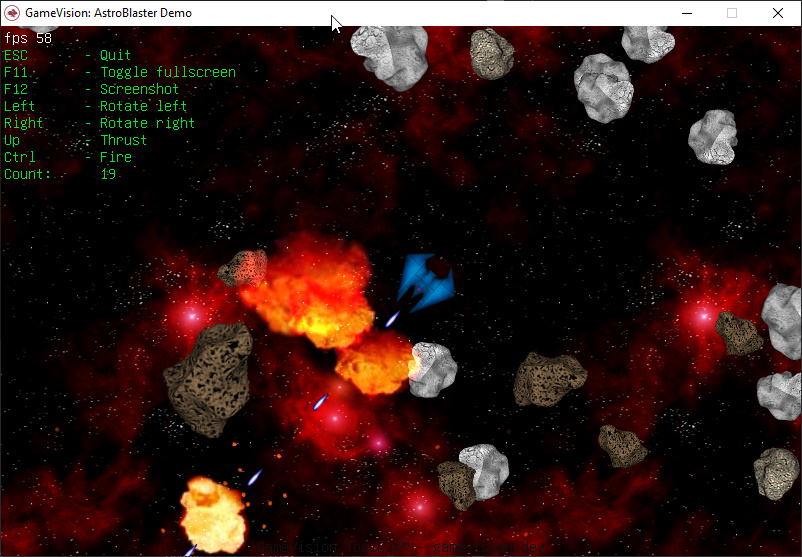 GameVision: AstroBlaster Demo
fps 58
ESC - Quit
F11 - Toggle fullscreen
F12 - Screenshot
Left - Rotate left
Right - Rotate right
Up - Thrust
Ctrl - Fire
Count: 19